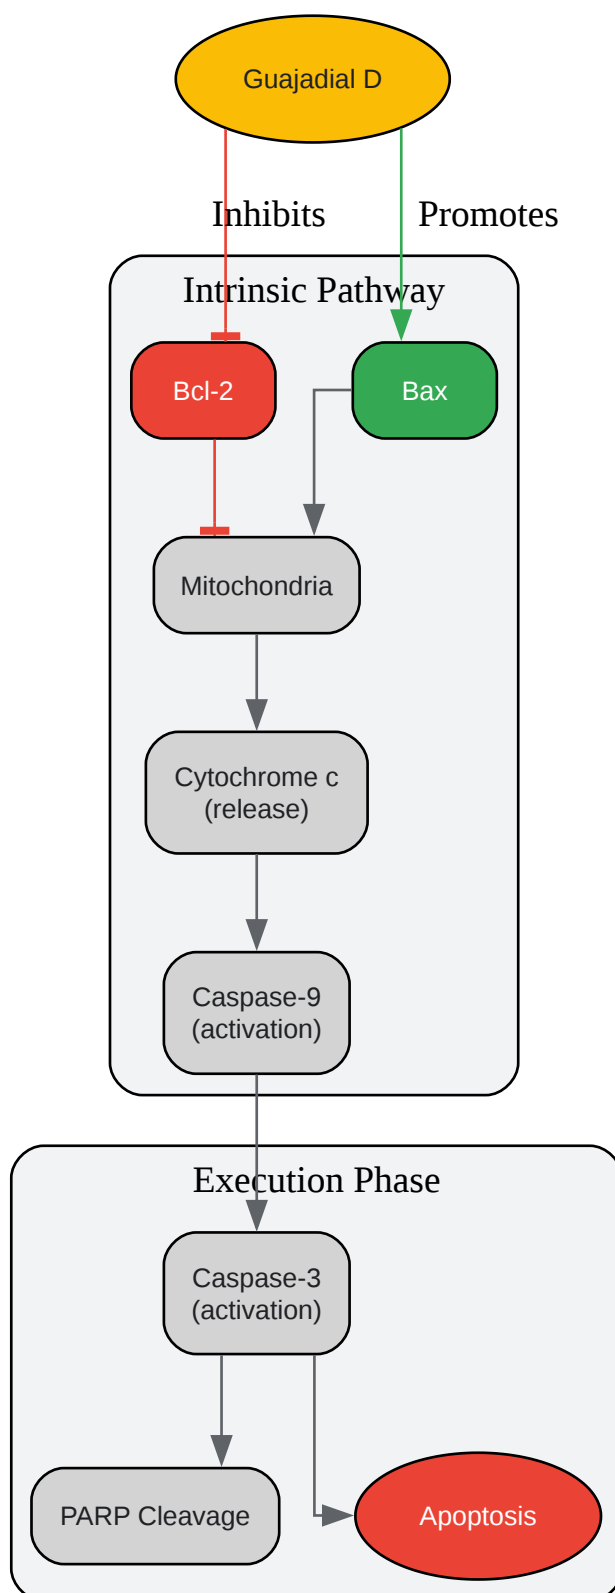 Guajadial D
Inhibits
Promotes
Intrinsic Pathway
Bcl-2
Bax
Mitochondria
Cytochrome c
(release)
Caspase-9
(activation)
Execution Phase
Caspase-3
(activation)
PARP Cleavage
Apoptosis